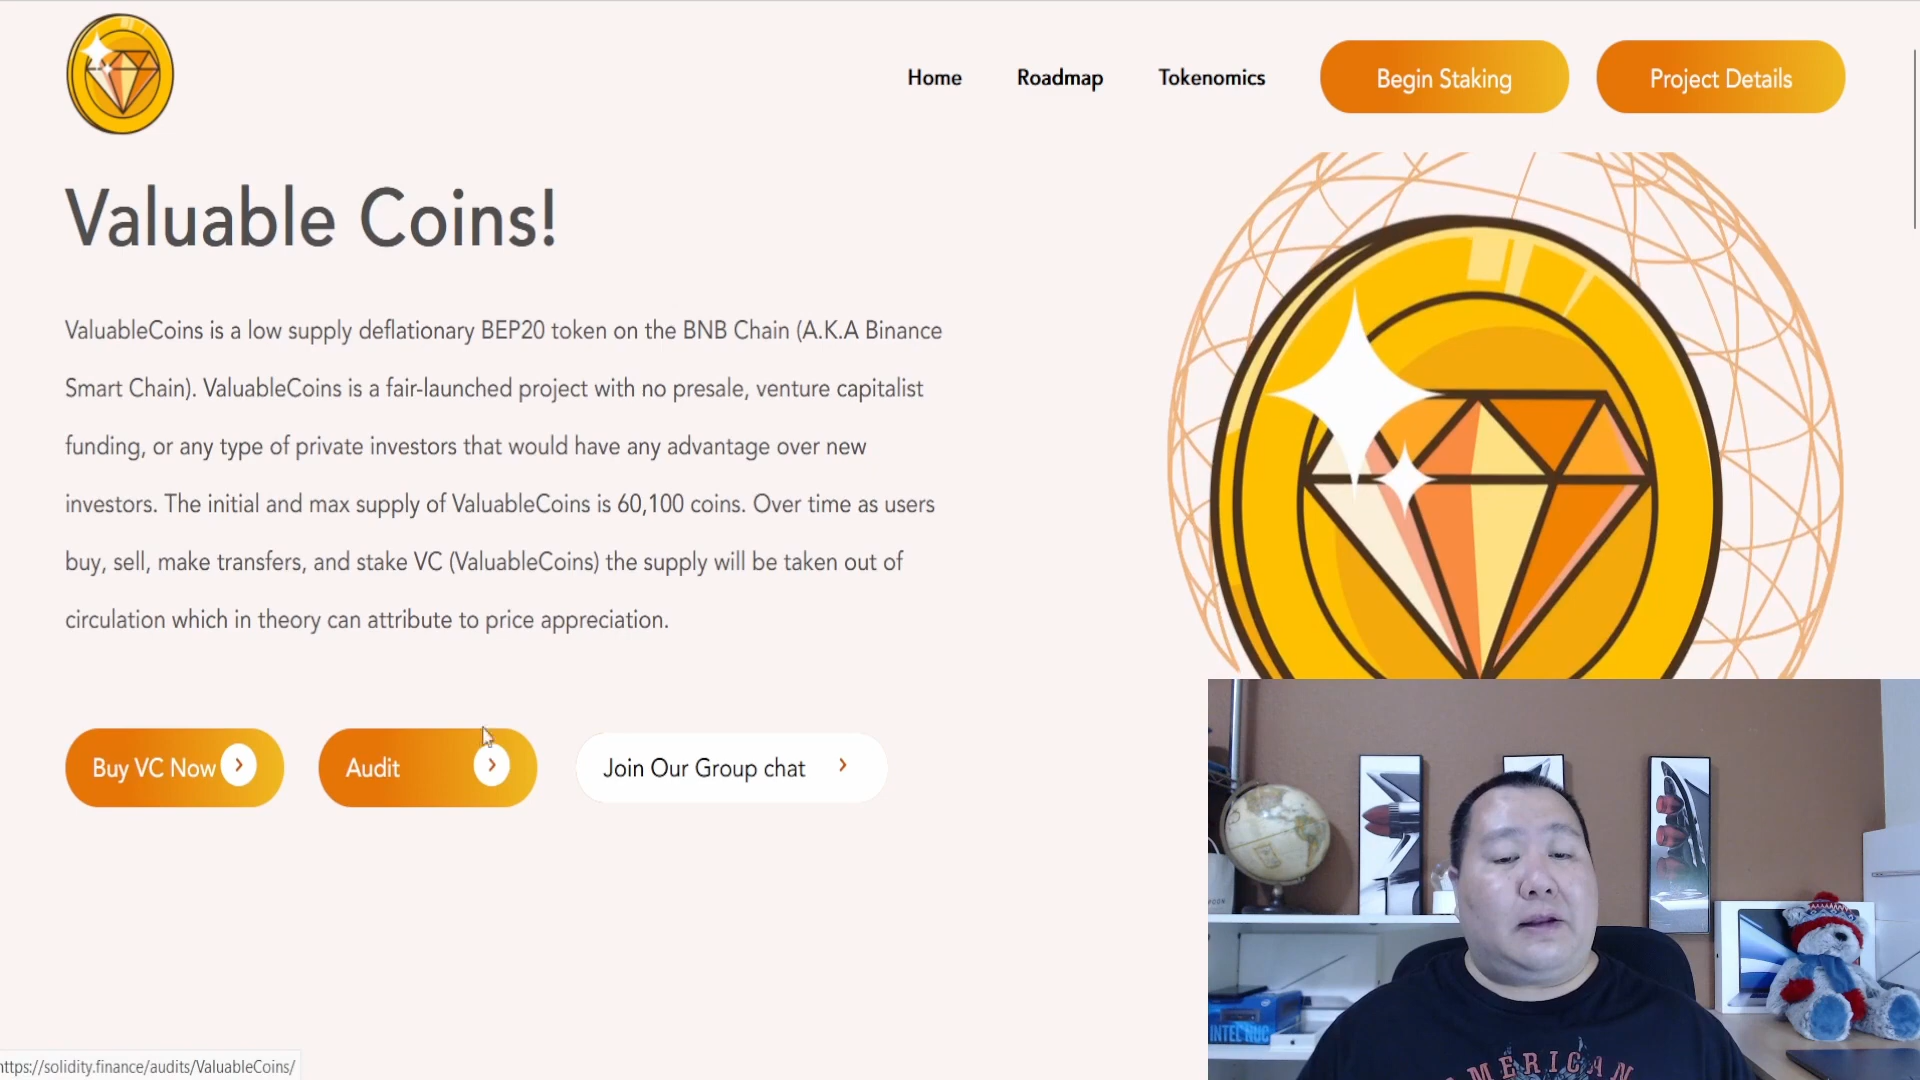 Home
Roadmap
Tokenomics
Begin Staking
Project Details
Valuable Coins!
ValuableCoins is a low supply deflationary BEP20 token on the BNB Chain (A.K.A Binance
Smart Chain). ValuableCoins is a fair-launched project with no presale, venture capitalist
funding, or any type of private investors that would have any advantage over new
investors. The initial and max supply of ValuableCoins is 60,100 coins. Over time as users
buy, sell, make transfers, and stake VC (ValuableCoins) the supply will be taken out of
circulation which in theory can attribute to price appreciation.
Buy VC Now
Audit
Join Our Group chat
INTEL NUC
AMERICAN
https://solidity.finance/audits/ValuableCoins/